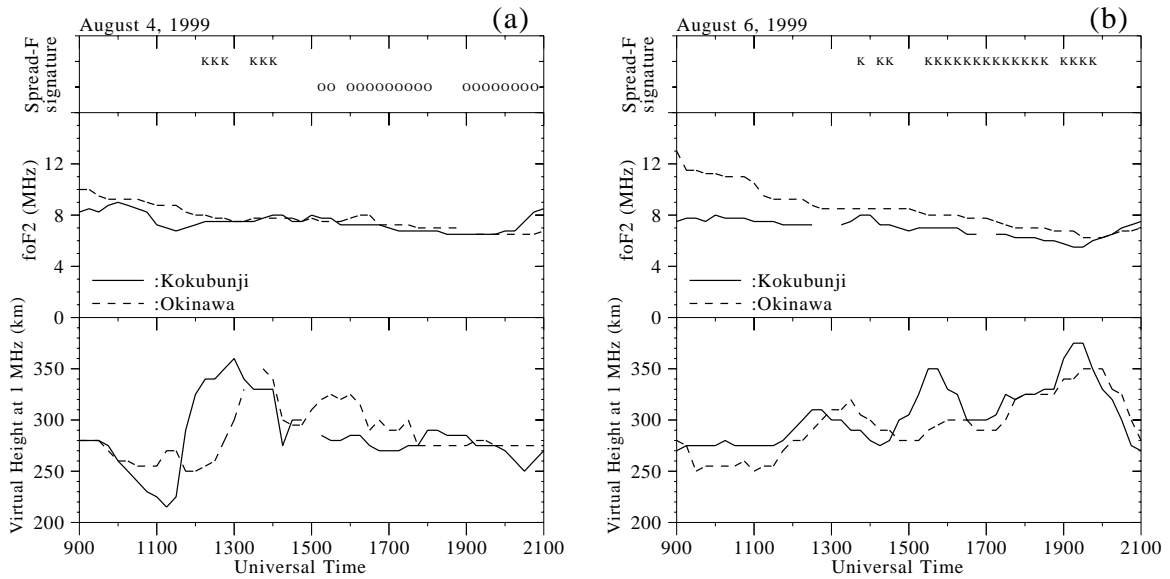 August 4, 1999 (a)
Spread-F
signature
KKK KKK
OO OOOOOOOOO OOOOOOOO
foF2 (MHz)
12
8
4
0
:Kokubunji
:Okinawa
Virtual Height at 1 MHz (km)
350
300
250
200
900 1100 1300 1500 1700 1900 2100
Universal Time
August 6, 1999 (b)
Spread-F
signature
K KK KKKKKKKKKKKKK KKKK
foF2 (MHz)
12
8
4
0
:Kokubunji
:Okinawa
Virtual Height at 1 MHz (km)
350
300
250
200
900 1100 1300 1500 1700 1900 2100
Universal Time